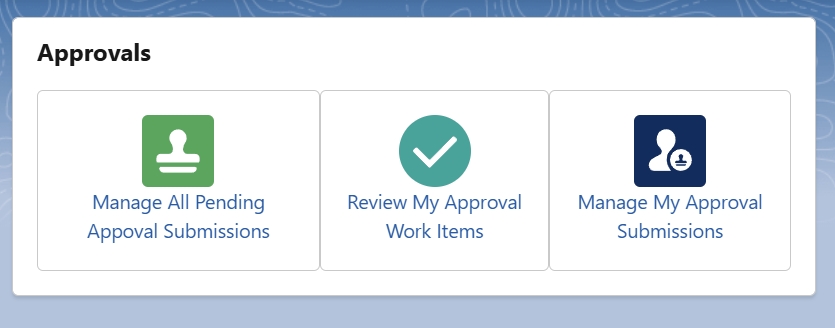 Approvals
Manage All Pending
Appoval Submissions
Review My Approval
Work Items
Manage My Approval
Submissions